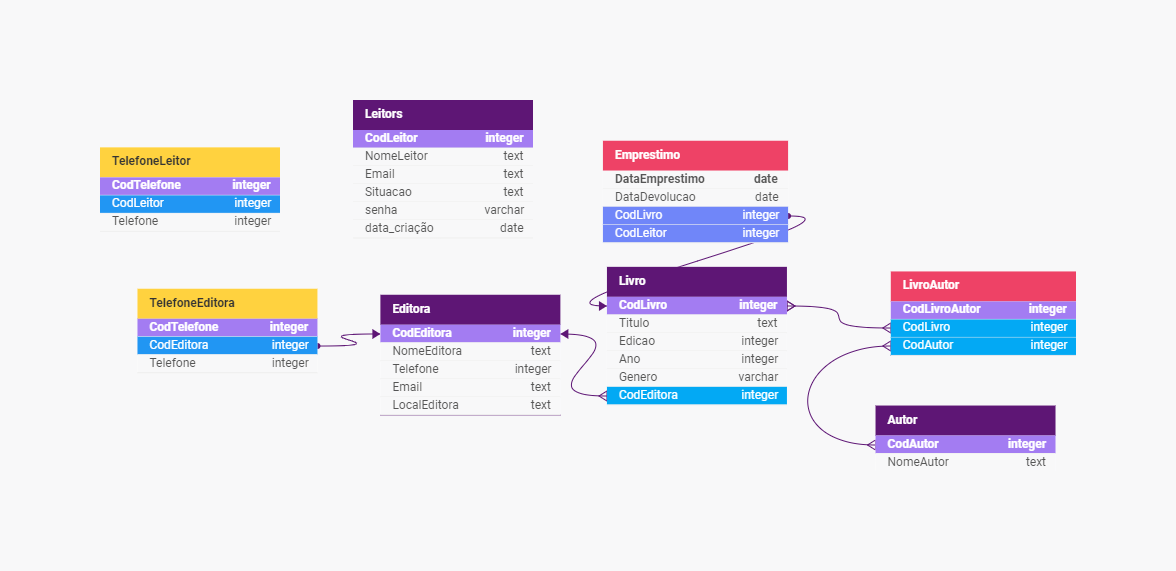 Leitors
CodLeitor integer
NomeLeitor text
Email text
Situacao text
senha varchar
data_criação date
TelefoneLeitor
CodTelefone integer
CodLeitor integer
Telefone integer
Emprestimo
DataEmprestimo date
DataDevolucao date
CodLivro integer
CodLeitor integer
TelefoneEditora
CodTelefone integer
CodEditora integer
Telefone integer
Editora
CodEditora integer
NomeEditora text
Telefone integer
Email text
LocalEditora text
Livro
CodLivro integer
Titulo text
Edicao integer
Ano integer
Genero varchar
CodEditora integer
LivroAutor
CodLivroAutor integer
CodLivro integer
CodAutor integer
Autor
CodAutor integer
NomeAutor text